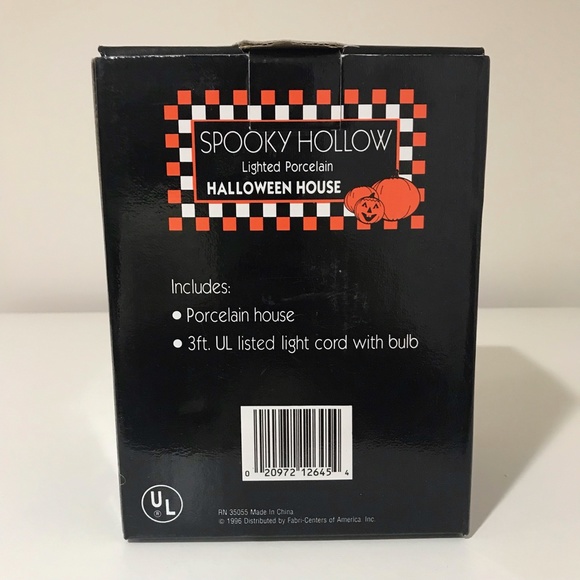 SPOOKY HOLLOW
Lighted Porcelain
HALLOWEEN HOUSE
Includes:
• Porcelain house
• 3ft. UL listed light cord with bulb
0 20972 12645 4
UL
®
RN 35055 Made In China
© 1996 Distributed by Fabri-Centers of America, Inc.